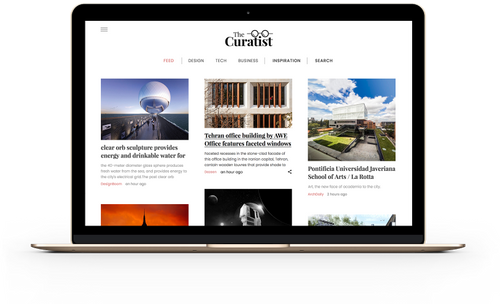 The
Curatist
FEED DESIGN TECH BUSINESS INSPIRATION SEARCH
clear orb sculpture provides
energy and drinkable water for
the 40-meter diameter glass sphere produces
fresh water from the sea, and provides energy to
the city's electrical grid. The post clear orb
designboom an hour ago
Tehran office building by AWE
Office features faceted windows
Faceted recesses in the stone-clad facade of
this office building in the Iranian capital, Tehran,
contain wooden louvres that provide shade to
Dezeen an hour ago
Pontificia Universidad Javeriana
School of Arts / La Rotta
Art, the new face of academia in the city.
ArchDaily 2 hours ago